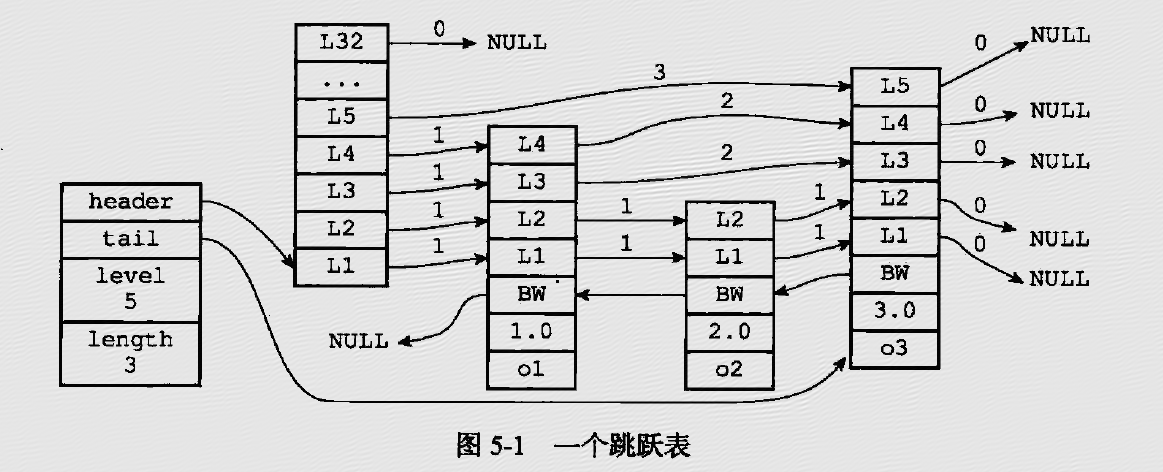 header
tail
level
5
length
3
L32
...
L5
L4
L3
L2
L1
0
NULL
3
1
1
1
1
L4
L3
L2
L1
BW
1.0
o1
NULL
2
2
1
1
L2
L1
BW
2.0
o2
1
1
L5
L4
L3
L2
L1
BW
3.0
o3
0
NULL
0
NULL
0
NULL
0
NULL
0
NULL
图 5-1 一个跳跃表